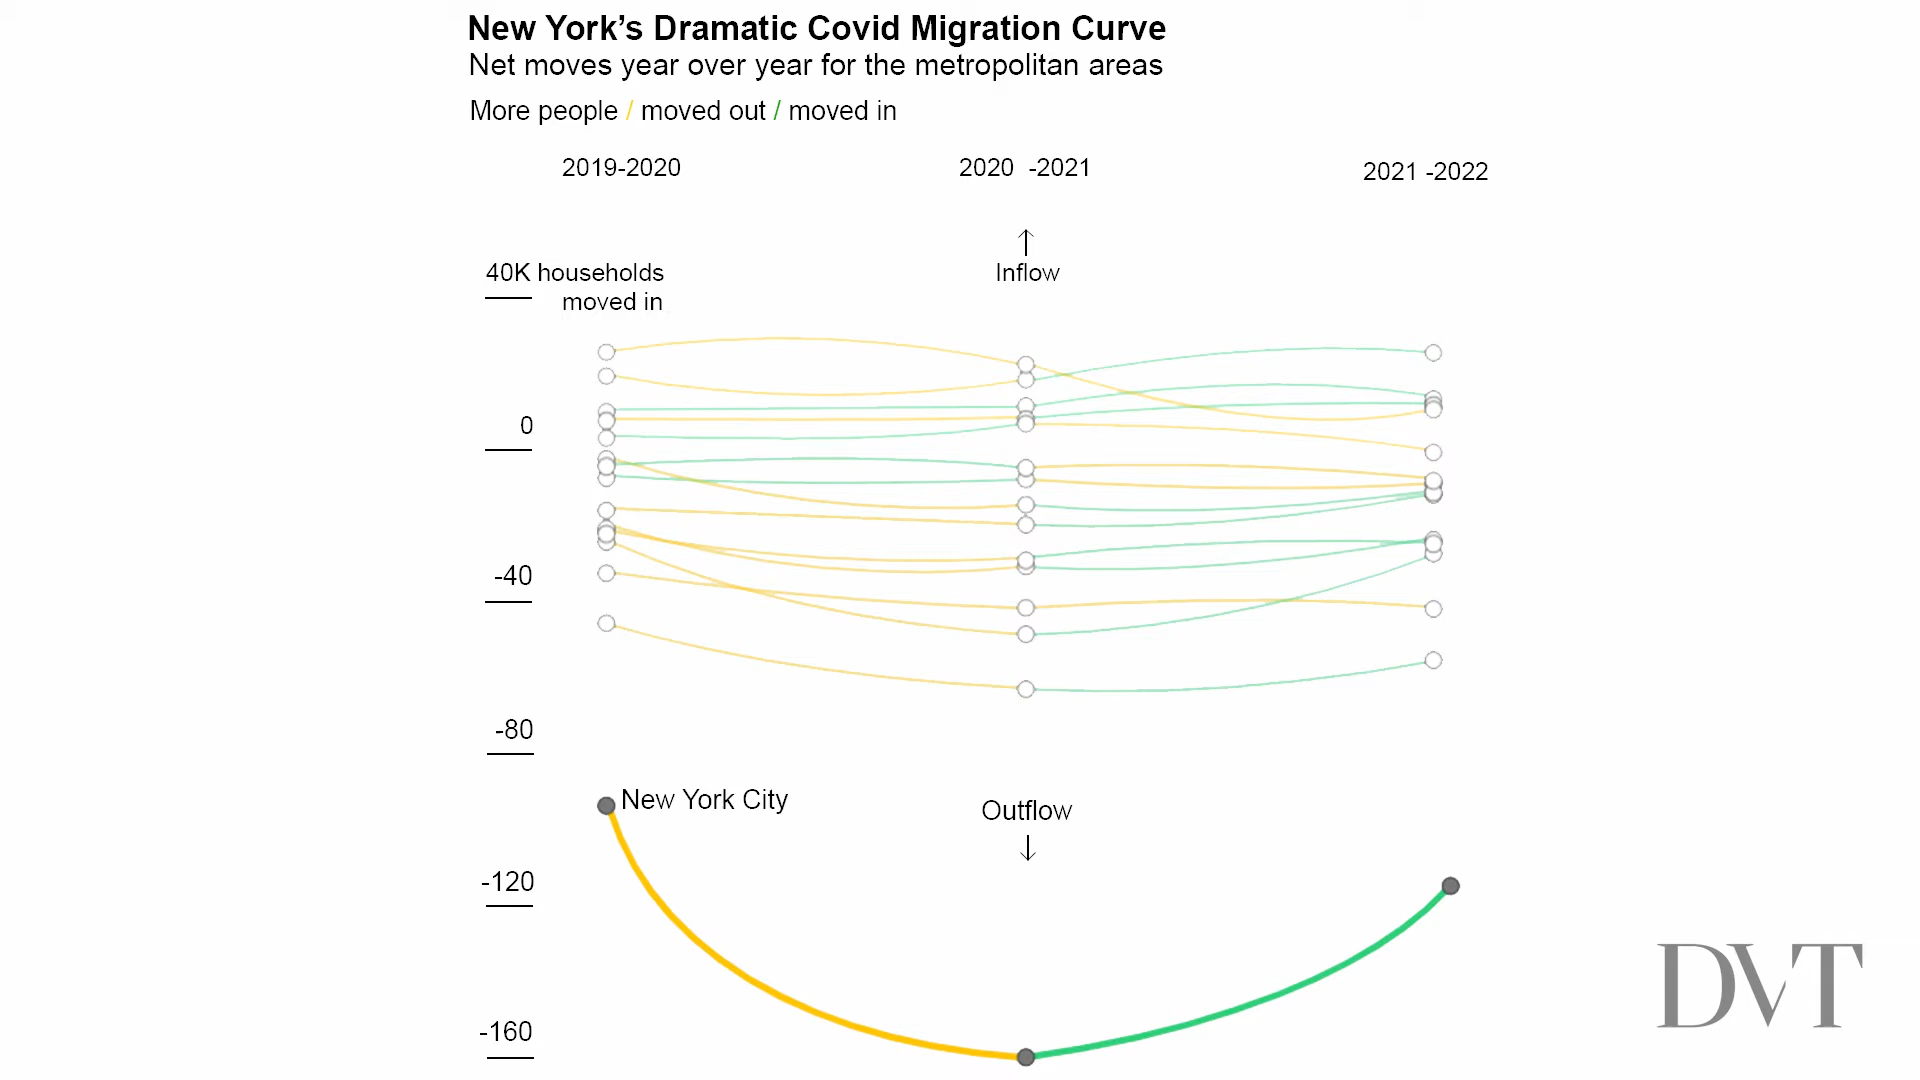 New York’s Dramatic Covid Migration Curve
Net moves year over year for the metropolitan areas
More people / moved out / moved in
2019-2020
2020 -2021
2021 -2022
40K households
moved in
Inflow
0
-40
-80
New York City
Outflow
-120
-160
DVT